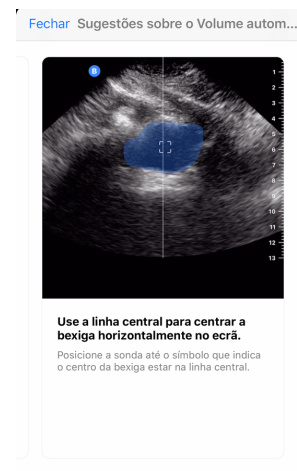 Fechar Sugestões sobre o Volume autom...
B
1
2
3
4
5
6
7
8
9
10
11
12
13
Use a linha central para centrar a
bexiga horizontalmente no ecrã.
Posicione a sonda até o símbolo que indica
o centro da bexiga estar na linha central.